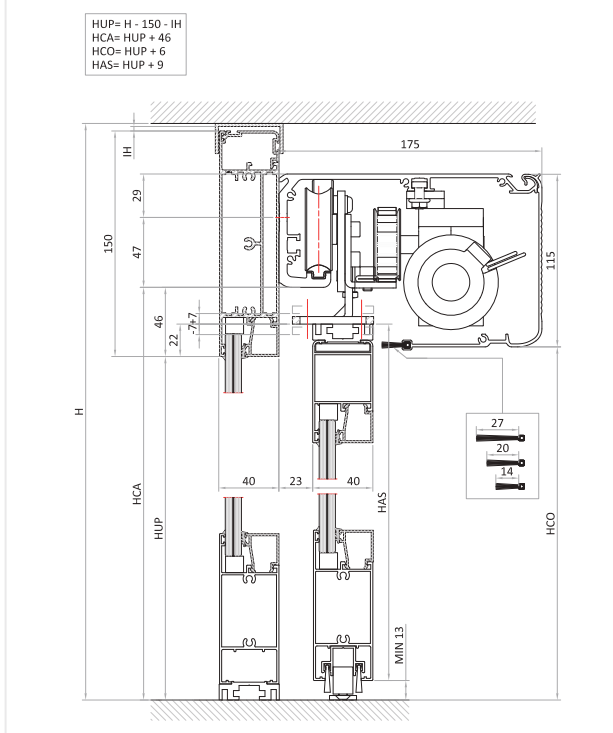 HUP= H - 150 - IH
HCA= HUP + 46
HCO= HUP + 6
HAS= HUP + 9
175
IH
29
150
47
115
46
-7+7
22
H
27
20
14
40
23
40
HCA
HUP
HAS
HCO
MIN 13